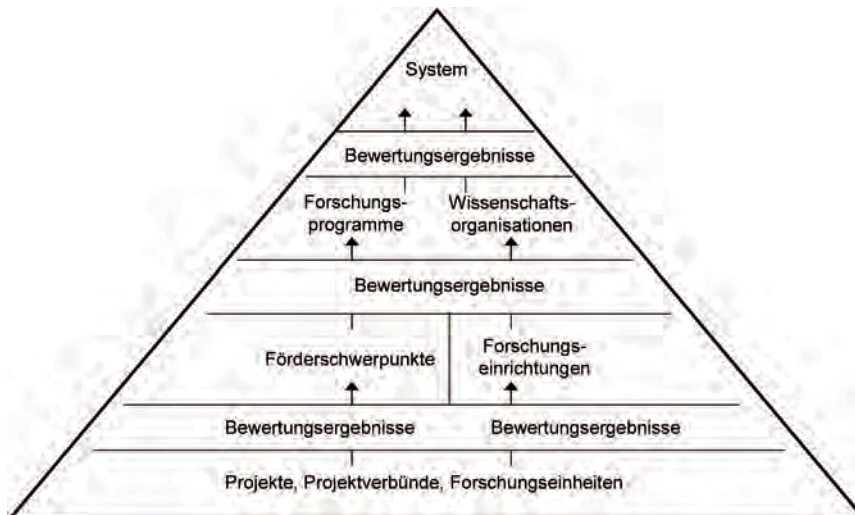 System
Bewertungsergebnisse
Forschungs- Wissenschafts-
programme organisationen
Bewertungsergebnisse
Förderschwerpunkte Forschungs-
einrichtungen
Bewertungsergebnisse Bewertungsergebnisse
Projekte, Projektverbünde, Forschungseinheiten